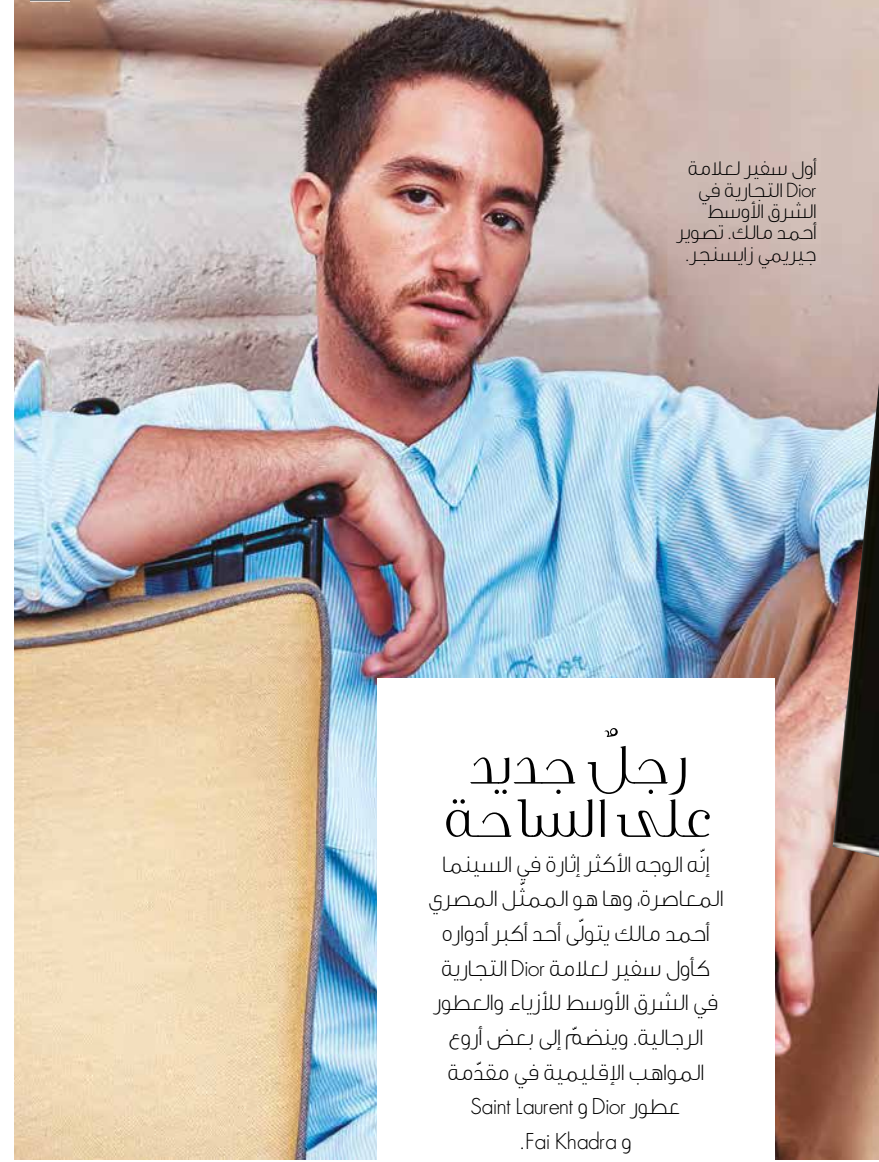 أول سفير لعلامة
Dior التجارية في
الشرق الأوسط
أحمد مالك. تصوير
جيريمي زايسنجر.
Dior
رجلٌ جديد
على الساحة
إنّه الوجه الأكثر إثارة في السينما
المعاصرة، وها هو الممثّل المصري
أحمد مالك يتولّى أحد أكبر أدواره
كأول سفير لعلامة Dior التجارية
في الشرق الأوسط للأزياء والعطور
الرجالية. وينضمّ إلى بعض أروع
المواهب الإقليمية في مقدّمة
عطور Dior و Saint Laurent
و Fai Khadra.